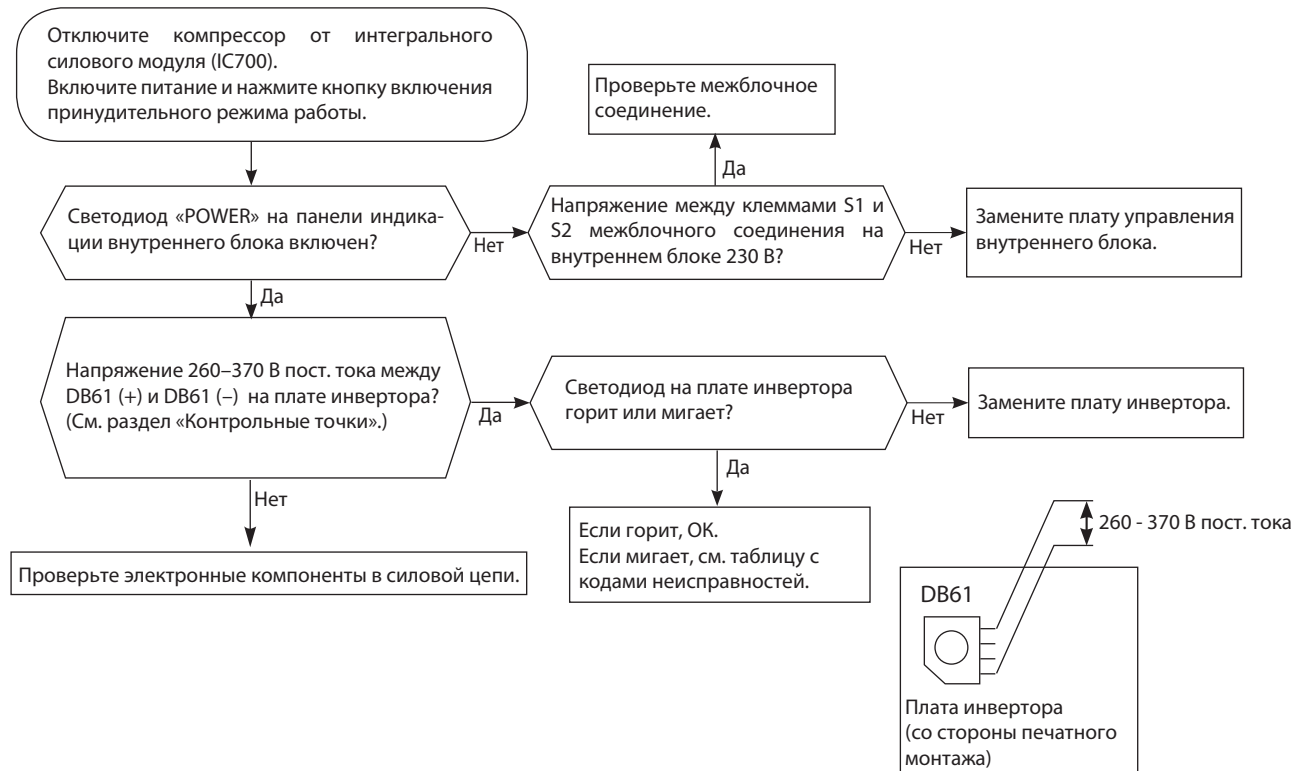 Отключите компрессор от интегрального
силового модуля (IC700).
Включите питание и нажмите кнопку включения
принудительного режима работы.
Проверьте межблочное
соединение.
Да
Светодиод «POWER» на панели индика-
ции внутреннего блока включен?
Нет
Напряжение между клеммами S1 и
S2 межблочного соединения на
внутреннем блоке 230 В?
Нет
Замените плату управления
внутреннего блока.
Да
Напряжение 260–370 В пост. тока между
DB61 (+) и DB61 (–) на плате инвертора?
(См. раздел «Контрольные точки».)
Да
Светодиод на плате инвертора
горит или мигает?
Нет
Замените плату инвертора.
Да
Нет
Проверьте электронные компоненты в силовой цепи.
Если горит, ОК.
Если мигает, см. таблицу с
кодами неисправностей.
260 - 370 В пост. тока
DB61
Плата инвертора
(со стороны печатного
монтажа)